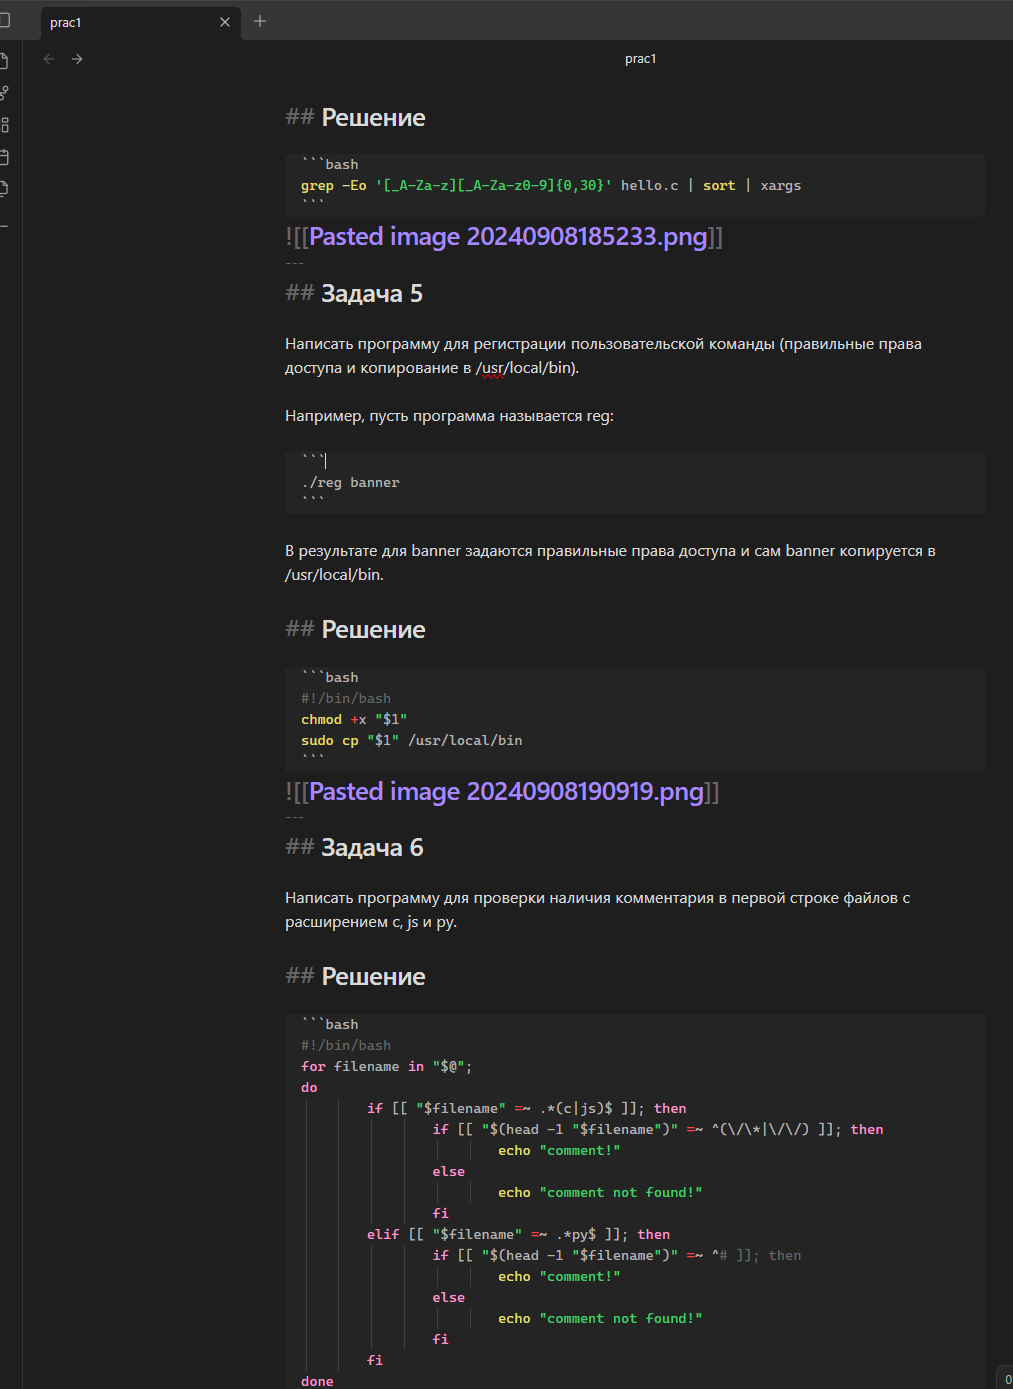 prac1
prac1
## Решение
```bash
grep -Eo '[_A-Za-z][_A-Za-z0-9]{0,30}' hello.c | sort | xargs
```
![[Pasted image 20240908185233.png]]
---
## Задача 5
Написать программу для регистрации пользовательской команды (правильные права
доступа и копирование в /usr/local/bin).
Например, пусть программа называется reg:
```
./reg banner
```
В результате для banner задаются правильные права доступа и сам banner копируется в
/usr/local/bin.
## Решение
```bash
#!/bin/bash
chmod +x "$1"
sudo cp "$1" /usr/local/bin
```
![[Pasted image 20240908190919.png]]
---
## Задача 6
Написать программу для проверки наличия комментария в первой строке файлов с
расширением c, js и py.
## Решение
```bash
#!/bin/bash
for filename in "$@";
do
if [[ "$filename" =~ .*(c|js)$ ]]; then
if [[ "$(head -1 "$filename")" =~ ^(\/\*|\/\/) ]]; then
echo "comment!"
else
echo "comment not found!"
fi
elif [[ "$filename" =~ .*py$ ]]; then
if [[ "$(head -1 "$filename")" =~ ^# ]]; then
echo "comment!"
else
echo "comment not found!"
fi
fi
done
0